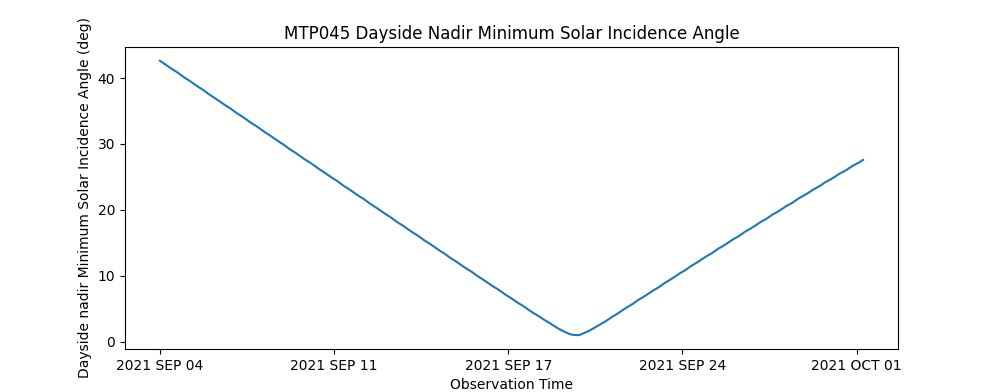 MTP045 Dayside Nadir Minimum Solar Incidence Angle
Dayside nadir Minimum Solar Incidence Angle (deg)
40
30
20
10
0
2021 SEP 04
2021 SEP 11
2021 SEP 17
2021 SEP 24
2021 OCT 01
Observation Time